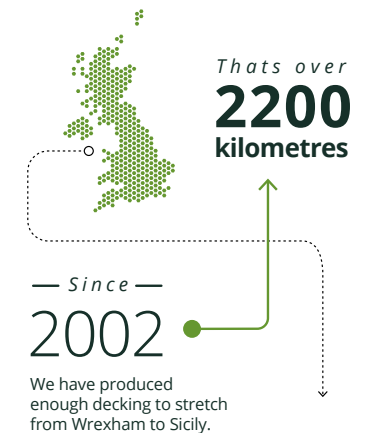 Thats over
2200
kilometres
Since
2002
We have produced
enough decking to stretch
from Wrexham to Sicily.